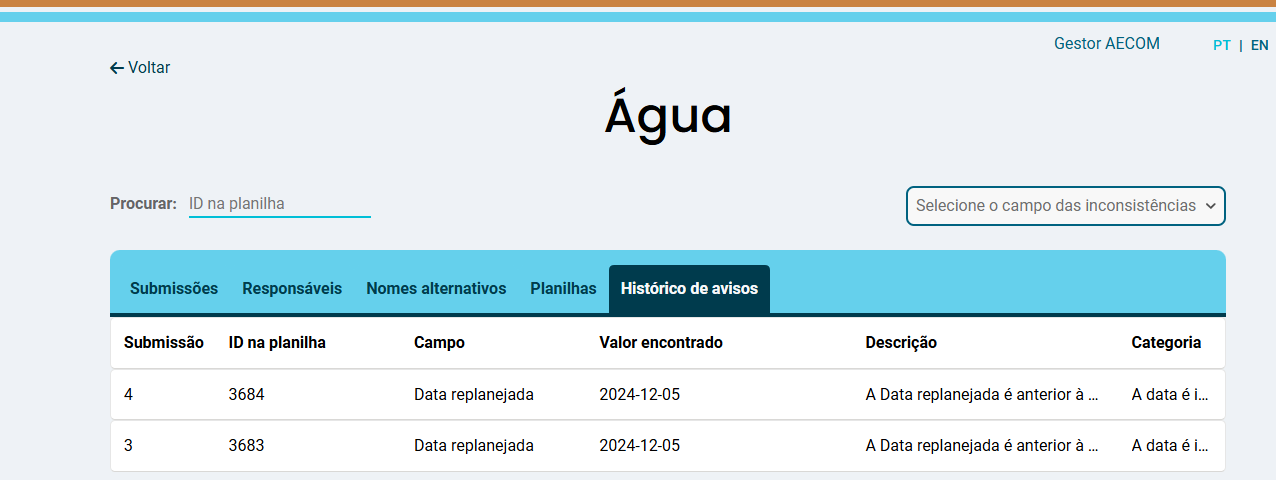 Gestor AECOM PT | EN
Voltar
Água
Procurar: ID na planilha Selecione o campo das inconsistências
Submissões Responsáveis Nomes alternativos Planilhas Histórico de avisos
Submissão ID na planilha Campo Valor encontrado Descrição Categoria
4 3684 Data replanejada 2024-12-05 A Data replanejada é anterior à ... A data é i...
3 3683 Data replanejada 2024-12-05 A Data replanejada é anterior à ... A data é i...